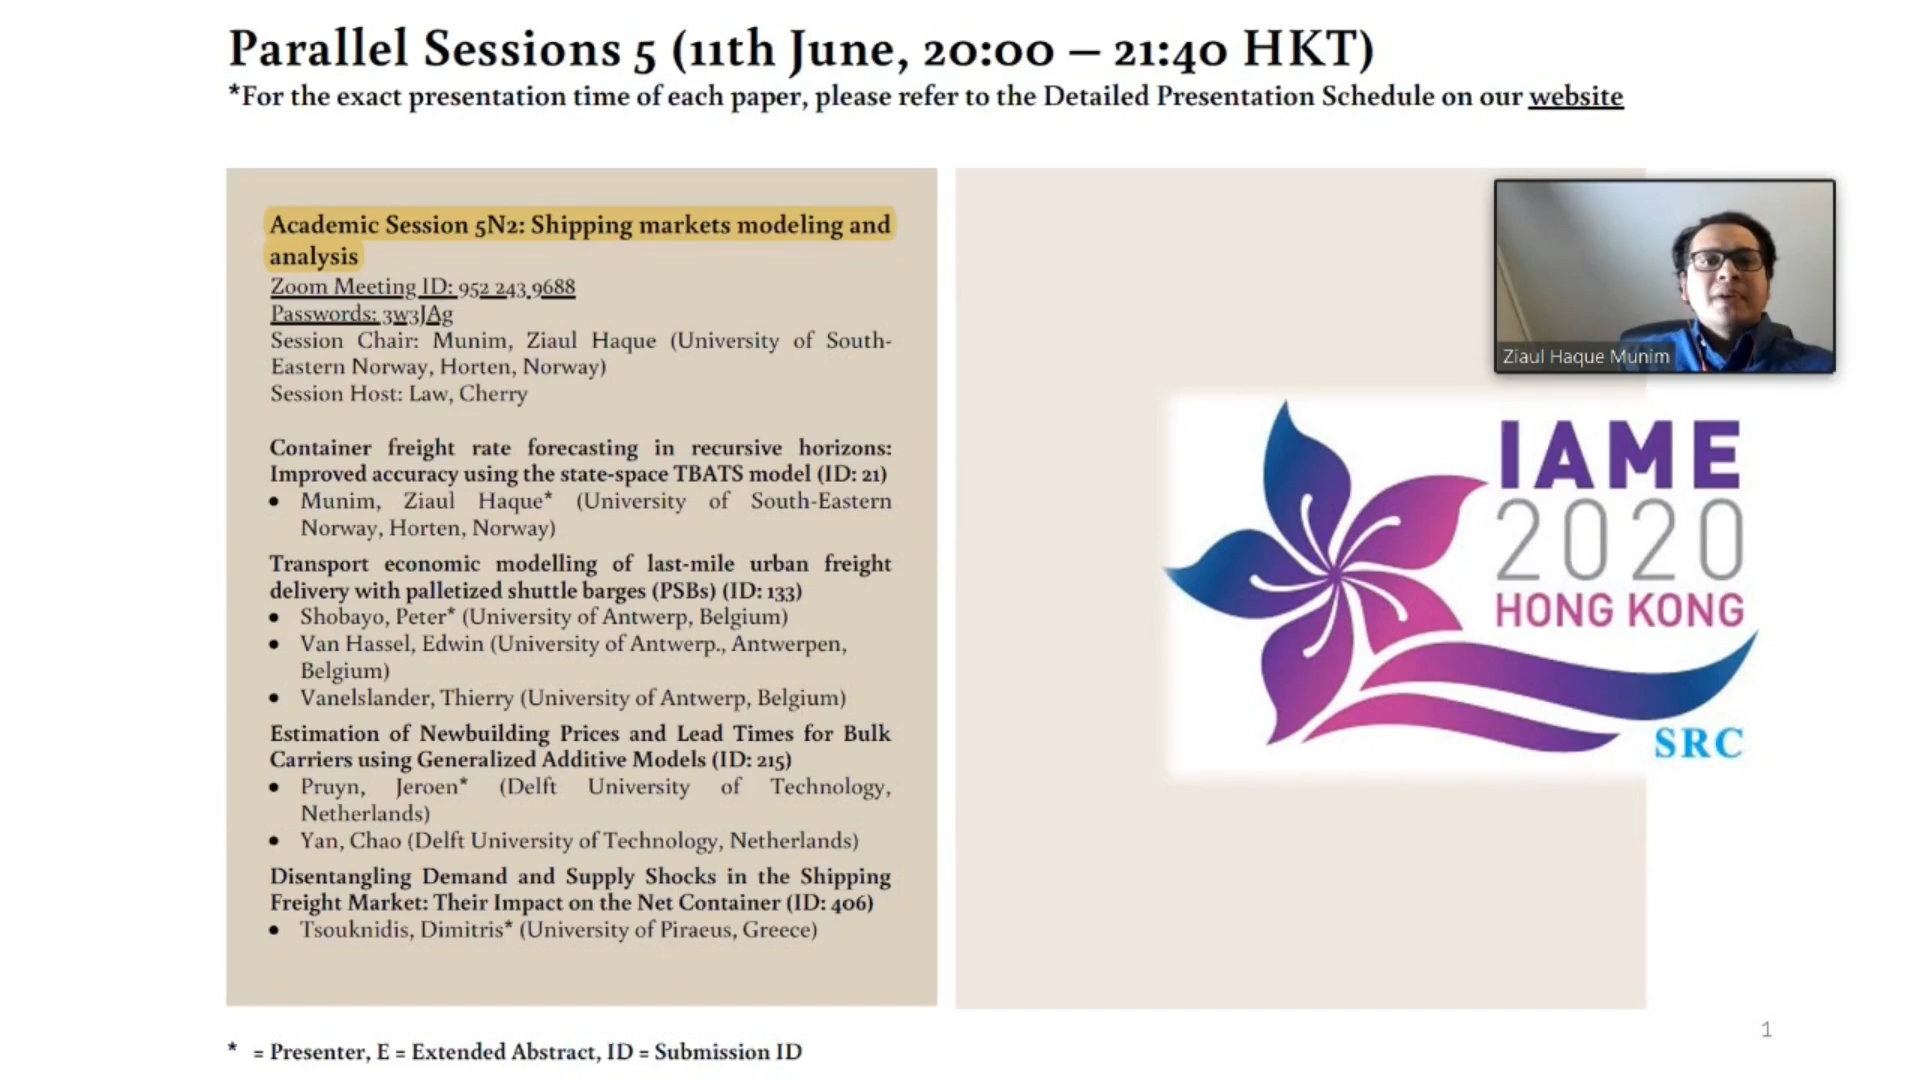 Parallel Sessions 5 (11th June, 20:00 – 21:40 HKT)
*For the exact presentation time of each paper, please refer to the Detailed Presentation Schedule on our website
Academic Session 5N2: Shipping markets modeling and
analysis
Zoom Meeting ID: 952 243 9688
Passwords: 3w3JAg
Session Chair: Munim, Ziaul Haque (University of South-
Eastern Norway, Horten, Norway)
Session Host: Law, Cherry
Container freight rate forecasting in recursive horizons:
Improved accuracy using the state-space TBATS model (ID: 21)
• Munim, Ziaul Haque* (University of South-Eastern
Norway, Horten, Norway)
Transport economic modelling of last-mile urban freight
delivery with palletized shuttle barges (PSBs) (ID: 133)
• Shobayo, Peter* (University of Antwerp, Belgium)
• Van Hassel, Edwin (University of Antwerp., Antwerpen,
Belgium)
• Vanelslander, Thierry (University of Antwerp, Belgium)
Estimation of Newbuilding Prices and Lead Times for Bulk
Carriers using Generalized Additive Models (ID: 215)
• Pruyn, Jeroen* (Delft University of Technology,
Netherlands)
• Yan, Chao (Delft University of Technology, Netherlands)
Disentangling Demand and Supply Shocks in the Shipping
Freight Market: Their Impact on the Net Container (ID: 406)
• Tsouknidis, Dimitris* (University of Piraeus, Greece)
Ziaul Haque Munim
IAME
2020
HONG KONG
SRC
* = Presenter, E = Extended Abstract, ID = Submission ID
1